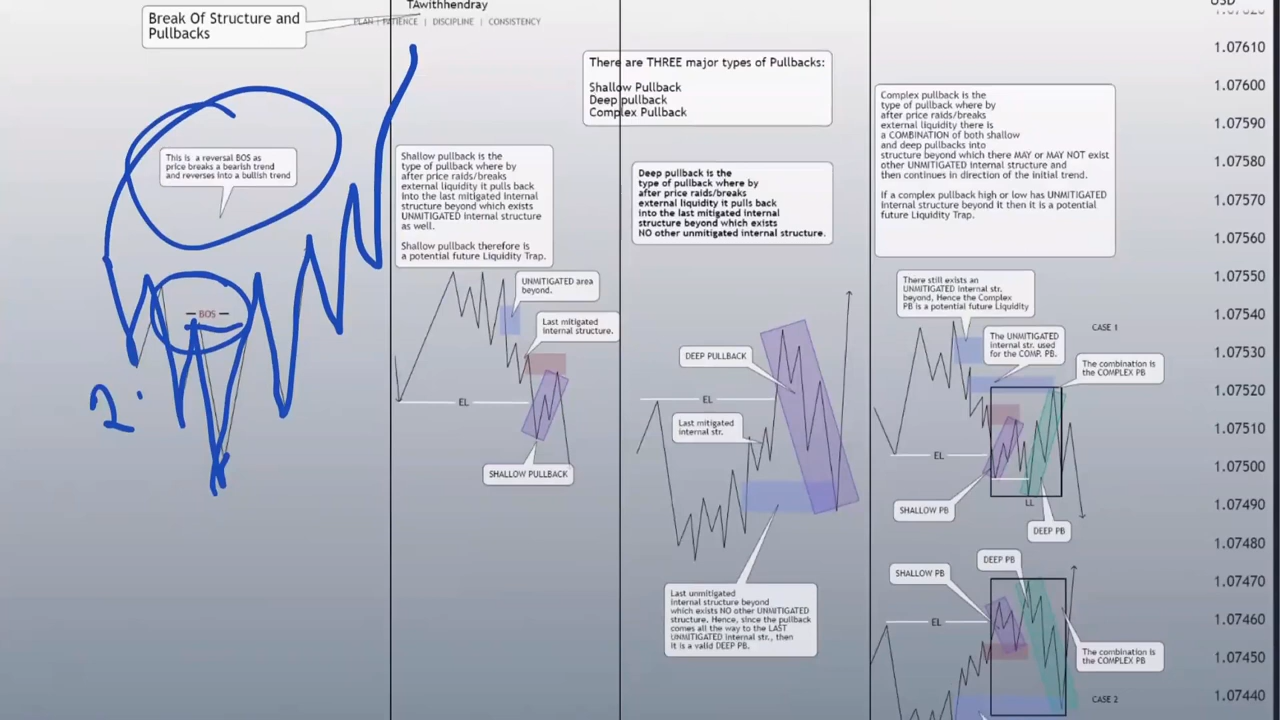 TAwithhendray
USD
PLAN | PATIENCE | DISCIPLINE | CONSISTENCY
Break Of Structure and
Pullbacks
This is a reversal BOS as
price breaks a bearish trend
and reverses into a bullish trend
BOS
2.
There are THREE major types of Pullbacks:
Shallow Pullback
Deep pullback
Complex Pullback
Shallow pullback is the
type of pullback where by
after price raids/breaks
external liquidity it pulls back
into the last mitigated internal
structure beyond which exists
UNMITIGATED internal structure
as well.
Shallow pullback therefore is
a potential future Liquidity Trap.
UNMITIGATED area
beyond.
Last mitigated
internal structure.
EL
SHALLOW PULLBACK
Deep pullback is the
type of pullback where by
after price raids/breaks
external liquidity it pulls back
into the last mitigated internal
structure beyond which exists
NO other unmitigated internal structure.
DEEP PULLBACK
EL
Last mitigated
internal str.
Last unmitigated
internal structure beyond
which exists NO other UNMITIGATED
structure. Hence, since the pullback
comes all the way to the LAST
UNMITIGATED internal str., then
it is a valid DEEP PB.
Complex pullback is the
type of pullback where by
after price raids/breaks
external liquidity there is
a COMBINATION of both shallow
and deep pullbacks into
structure beyond which there MAY or MAY NOT exist
other UNMITIGATED internal structure and
then continues in direction of the initial trend.
If a complex pullback high or low has UNMITIGATED
internal structure beyond it then it is a potential
future Liquidity Trap.
There still exists an
UNMITIGATED internal str.
beyond, Hence the Complex
PB is a potential future Liquidity
CASE 1
The UNMITIGATED
internal str. used
for the COMP. PB.
The combination is
the COMPLEX PB
EL
SHALLOW PB
LL
DEEP PB
DEEP PB
SHALLOW PB
EL
The combination is
the COMPLEX PB
CASE 2
1.07620
1.07610
1.07600
1.07590
1.07580
1.07570
1.07560
1.07550
1.07540
1.07530
1.07520
1.07510
1.07500
1.07490
1.07480
1.07470
1.07460
1.07450
1.07440